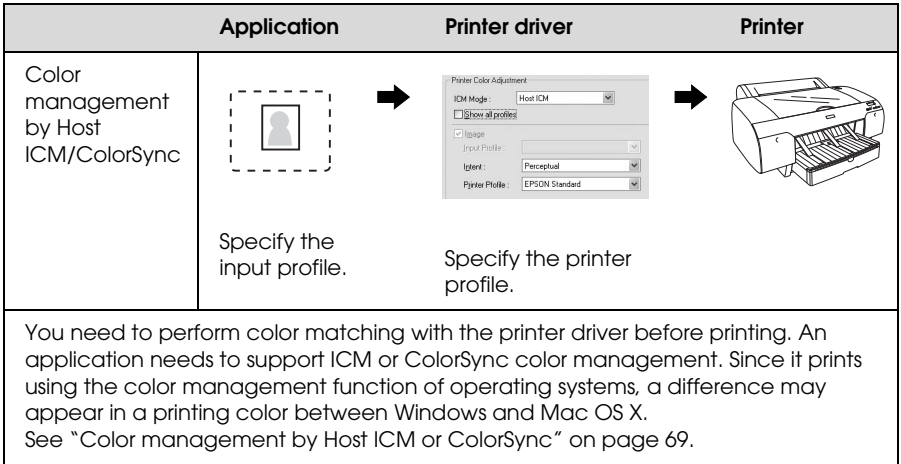 Application Printer driver Printer
Color
management
by Host
ICM/ColorSync
Printer Color Adjustment
ICM Mode : Host ICM
Show all profiles
Image
Input Profile :
Intent : Perceptual
Printer Pfofile : EPSON Standard
Specify the
input profile.
Specify the printer
profile.
You need to perform color matching with the printer driver before printing. An
application needs to support ICM or ColorSync color management. Since it prints
using the color management function of operating systems, a difference may
appear in a printing color between Windows and Mac OS X.
See “Color management by Host ICM or ColorSync” on page 69.